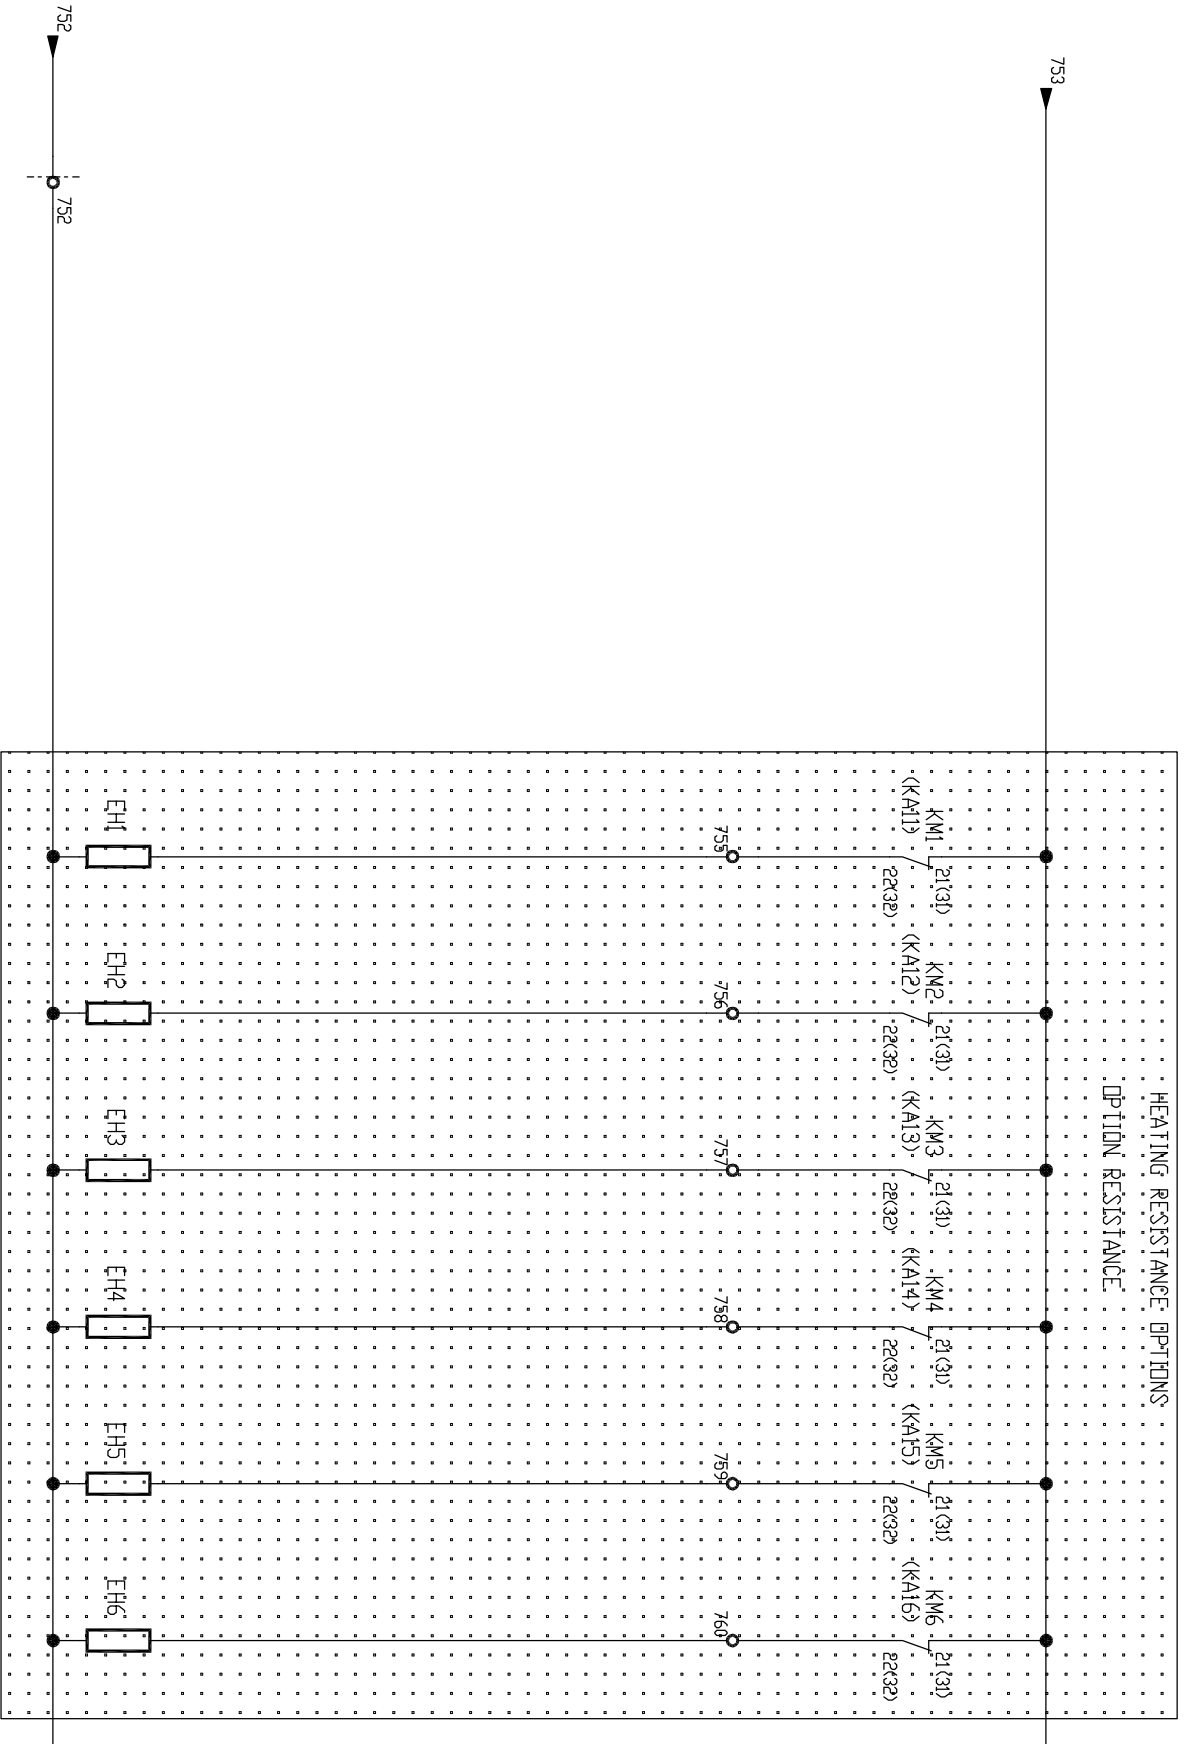 753
752
752
HEATING RESISTANCE OPTIONS
OPTION RESISTANCE
KM1
(KA11)
21(31)
22(32)
KM2
(KA12)
21(31)
22(32)
KM3
(KA13)
21(31)
22(32)
KM4
(KA14)
21(31)
22(32)
KM5
(KA15)
21(31)
22(32)
KM6
(KA16)
21(31)
22(32)
755
756
757
758
759
760
EH1
EH2
EH3
EH4
EH5
EH6